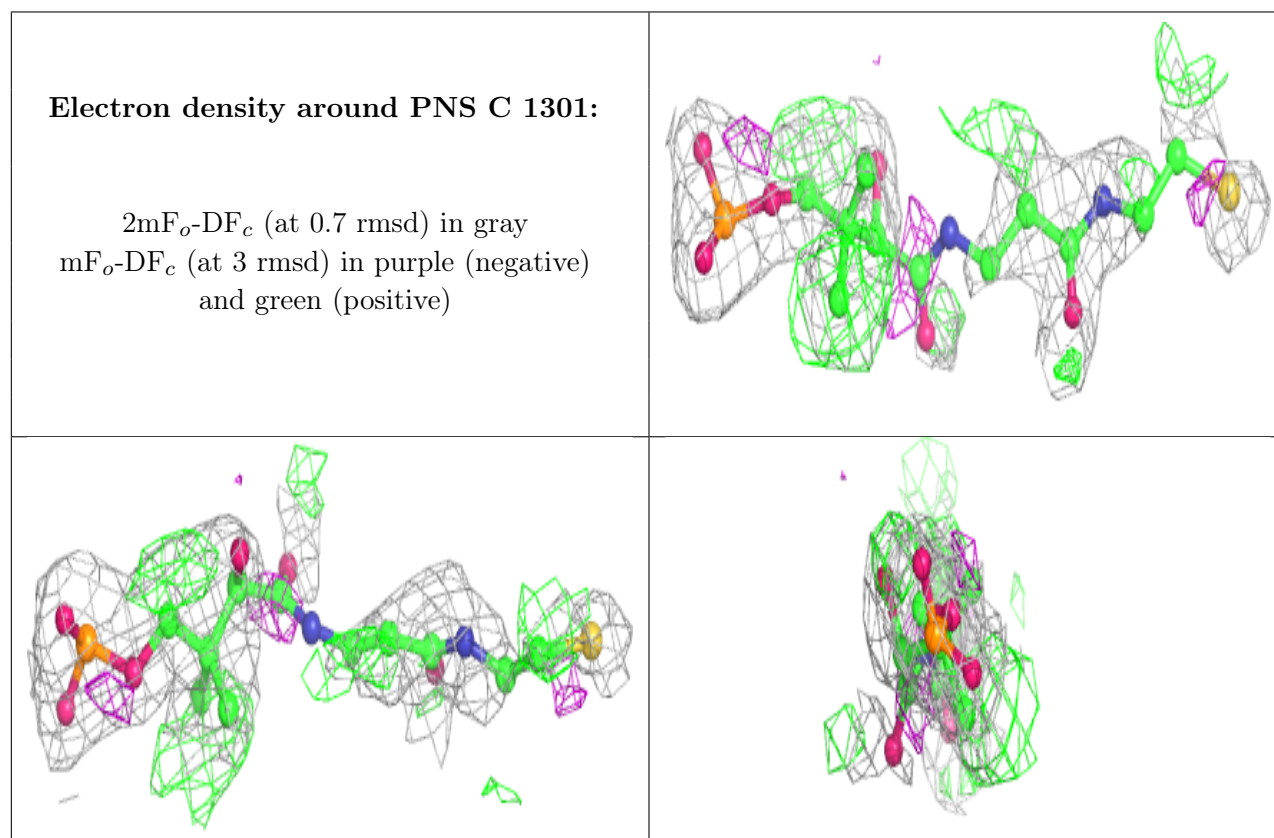 Electron density around PNS C 1301:
2mFo-DFc (at 0.7 rmsd) in gray
mFo-DFc (at 3 rmsd) in purple (negative)
and green (positive)